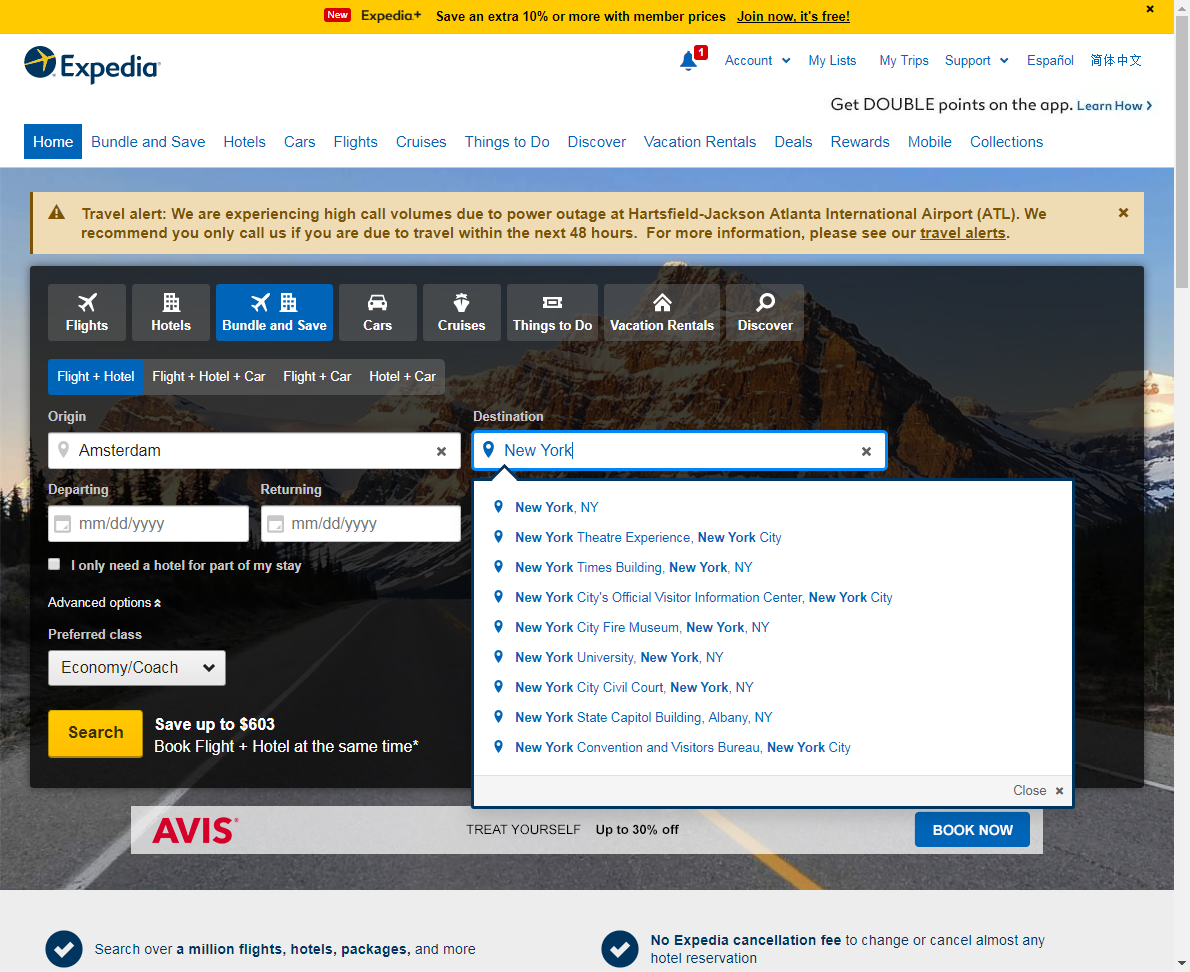 New Expedia+ Save an extra 10% or more with member prices Join now, it's free!
Expedia
1 Account My Lists My Trips Support Español 简体中文
Get DOUBLE points on the app. Learn How >
Home Bundle and Save Hotels Cars Flights Cruises Things to Do Discover Vacation Rentals Deals Rewards Mobile Collections
Travel alert: We are experiencing high call volumes due to power outage at Hartsfield-Jackson Atlanta International Airport (ATL). We
recommend you only call us if you are due to travel within the next 48 hours. For more information, please see our travel alerts.
Flights Hotels Bundle and Save Cars Cruises Things to Do Vacation Rentals Discover
Flight + Hotel Flight + Hotel + Car Flight + Car Hotel + Car
Origin Destination
Amsterdam New York
Departing Returning
mm/dd/yyyy mm/dd/yyyy
I only need a hotel for part of my stay
Advanced options
Preferred class
Economy/Coach
Search
Save up to $603
Book Flight + Hotel at the same time*
New York, NY
New York Theatre Experience, New York City
New York Times Building, New York, NY
New York City's Official Visitor Information Center, New York City
New York City Fire Museum, New York, NY
New York University, New York, NY
New York City Civil Court, New York, NY
New York State Capitol Building, Albany, NY
New York Convention and Visitors Bureau, New York City
Close
AVIS TREAT YOURSELF Up to 30% off BOOK NOW
Search over a million flights, hotels, packages, and more
No Expedia cancellation fee to change or cancel almost any
hotel reservation